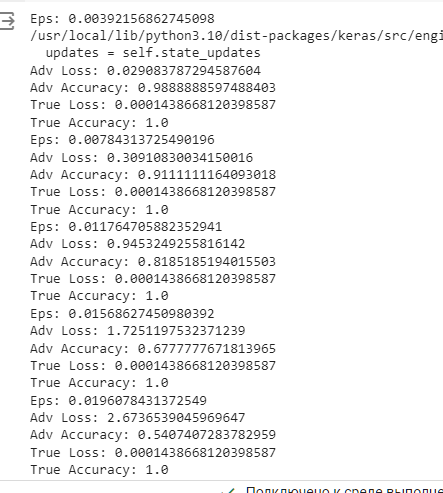 Eps: 0.00392156862745098
/usr/local/lib/python3.10/dist-packages/keras/src/engi
updates = self.state_updates
Adv Loss: 0.029083787294587604
Adv Accuracy: 0.9888888597488403
True Loss: 0.0001438668120398587
True Accuracy: 1.0
Eps: 0.00784313725490196
Adv Loss: 0.30910830034150016
Adv Accuracy: 0.9111111164093018
True Loss: 0.0001438668120398587
True Accuracy: 1.0
Eps: 0.011764705882352941
Adv Loss: 0.9453249255816142
Adv Accuracy: 0.8185185194015503
True Loss: 0.0001438668120398587
True Accuracy: 1.0
Eps: 0.01568627450980392
Adv Loss: 1.7251197532371239
Adv Accuracy: 0.6777777671813965
True Loss: 0.0001438668120398587
True Accuracy: 1.0
Eps: 0.0196078431372549
Adv Loss: 2.6736539045969647
Adv Accuracy: 0.5407407283782959
True Loss: 0.0001438668120398587
True Accuracy: 1.0
Подключено к среде выполне